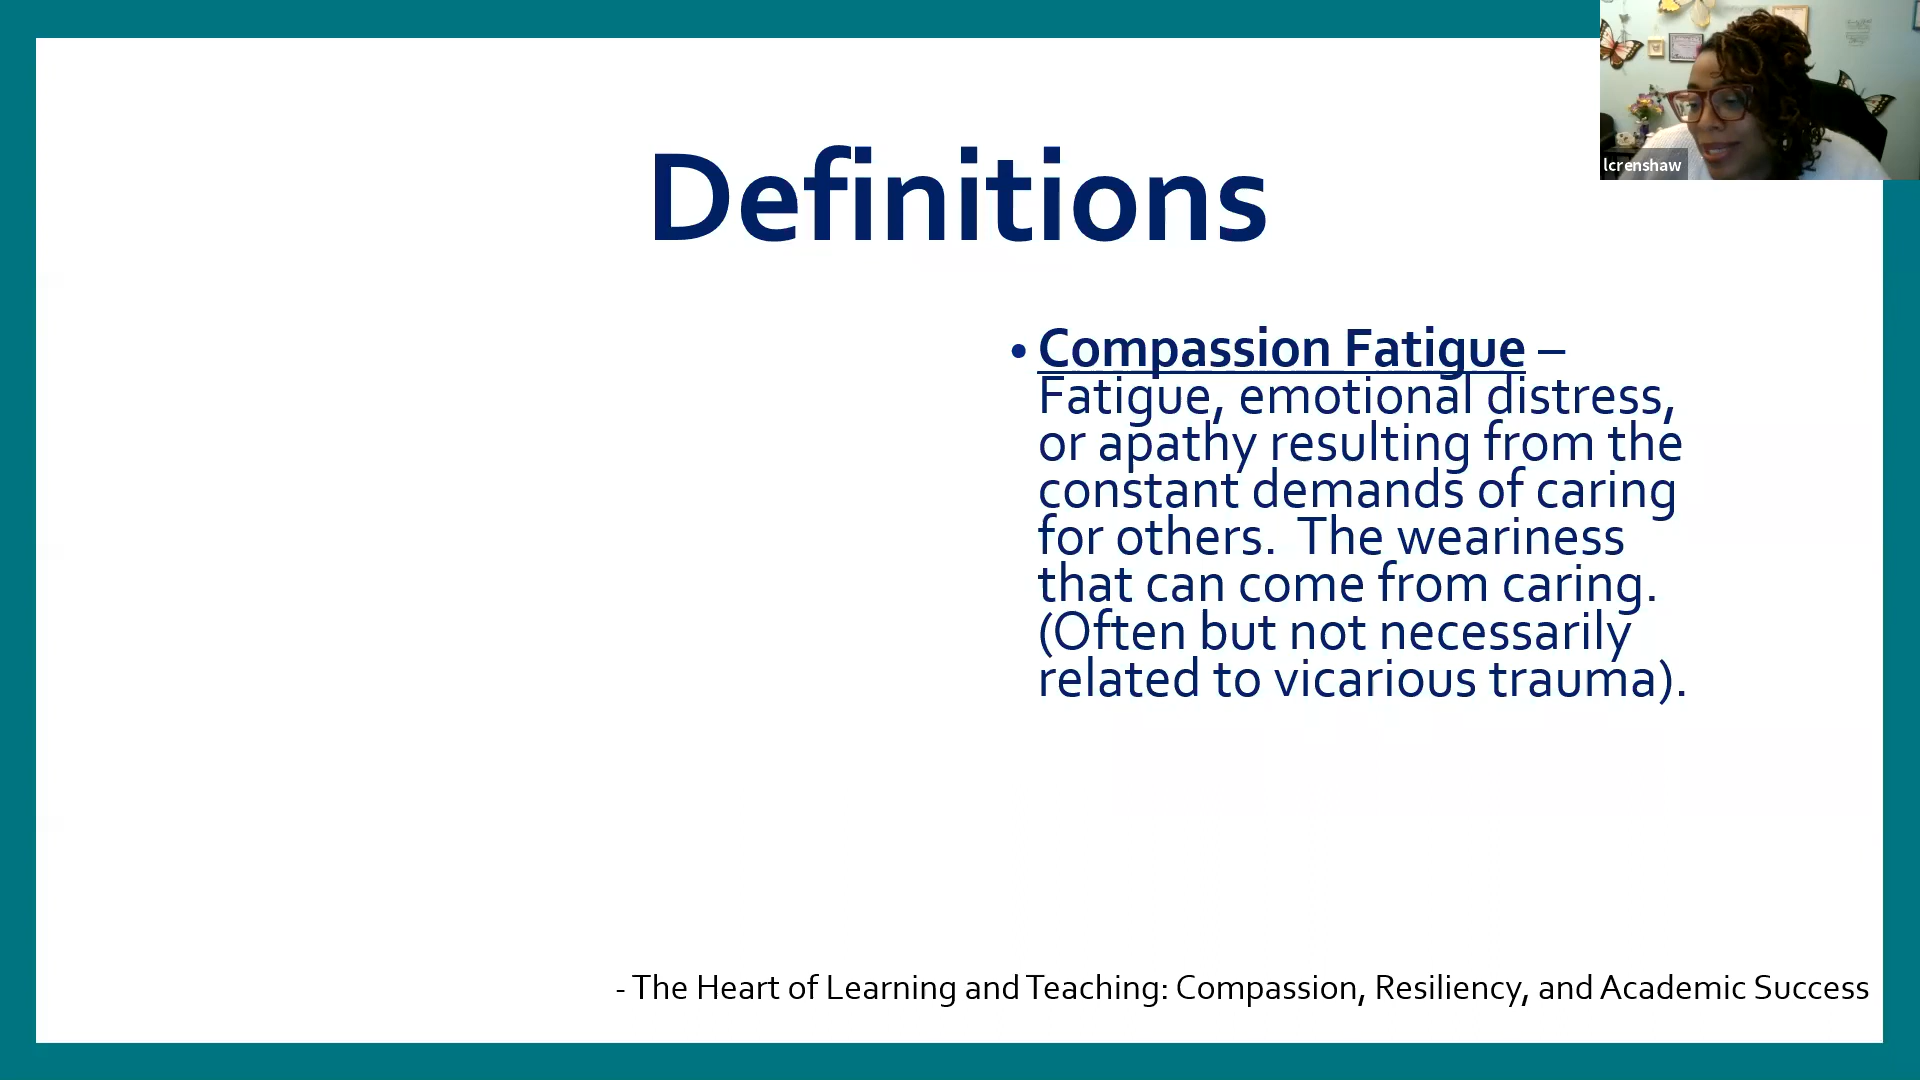 lcrenshaw
Definitions
• Compassion Fatigue –
Fatigue, emotional distress,
or apathy resulting from the
constant demands of caring
for others.  The weariness
that can come from caring.
(Often but not necessarily
related to vicarious trauma).
- The Heart of Learning and Teaching: Compassion, Resiliency, and Academic Success